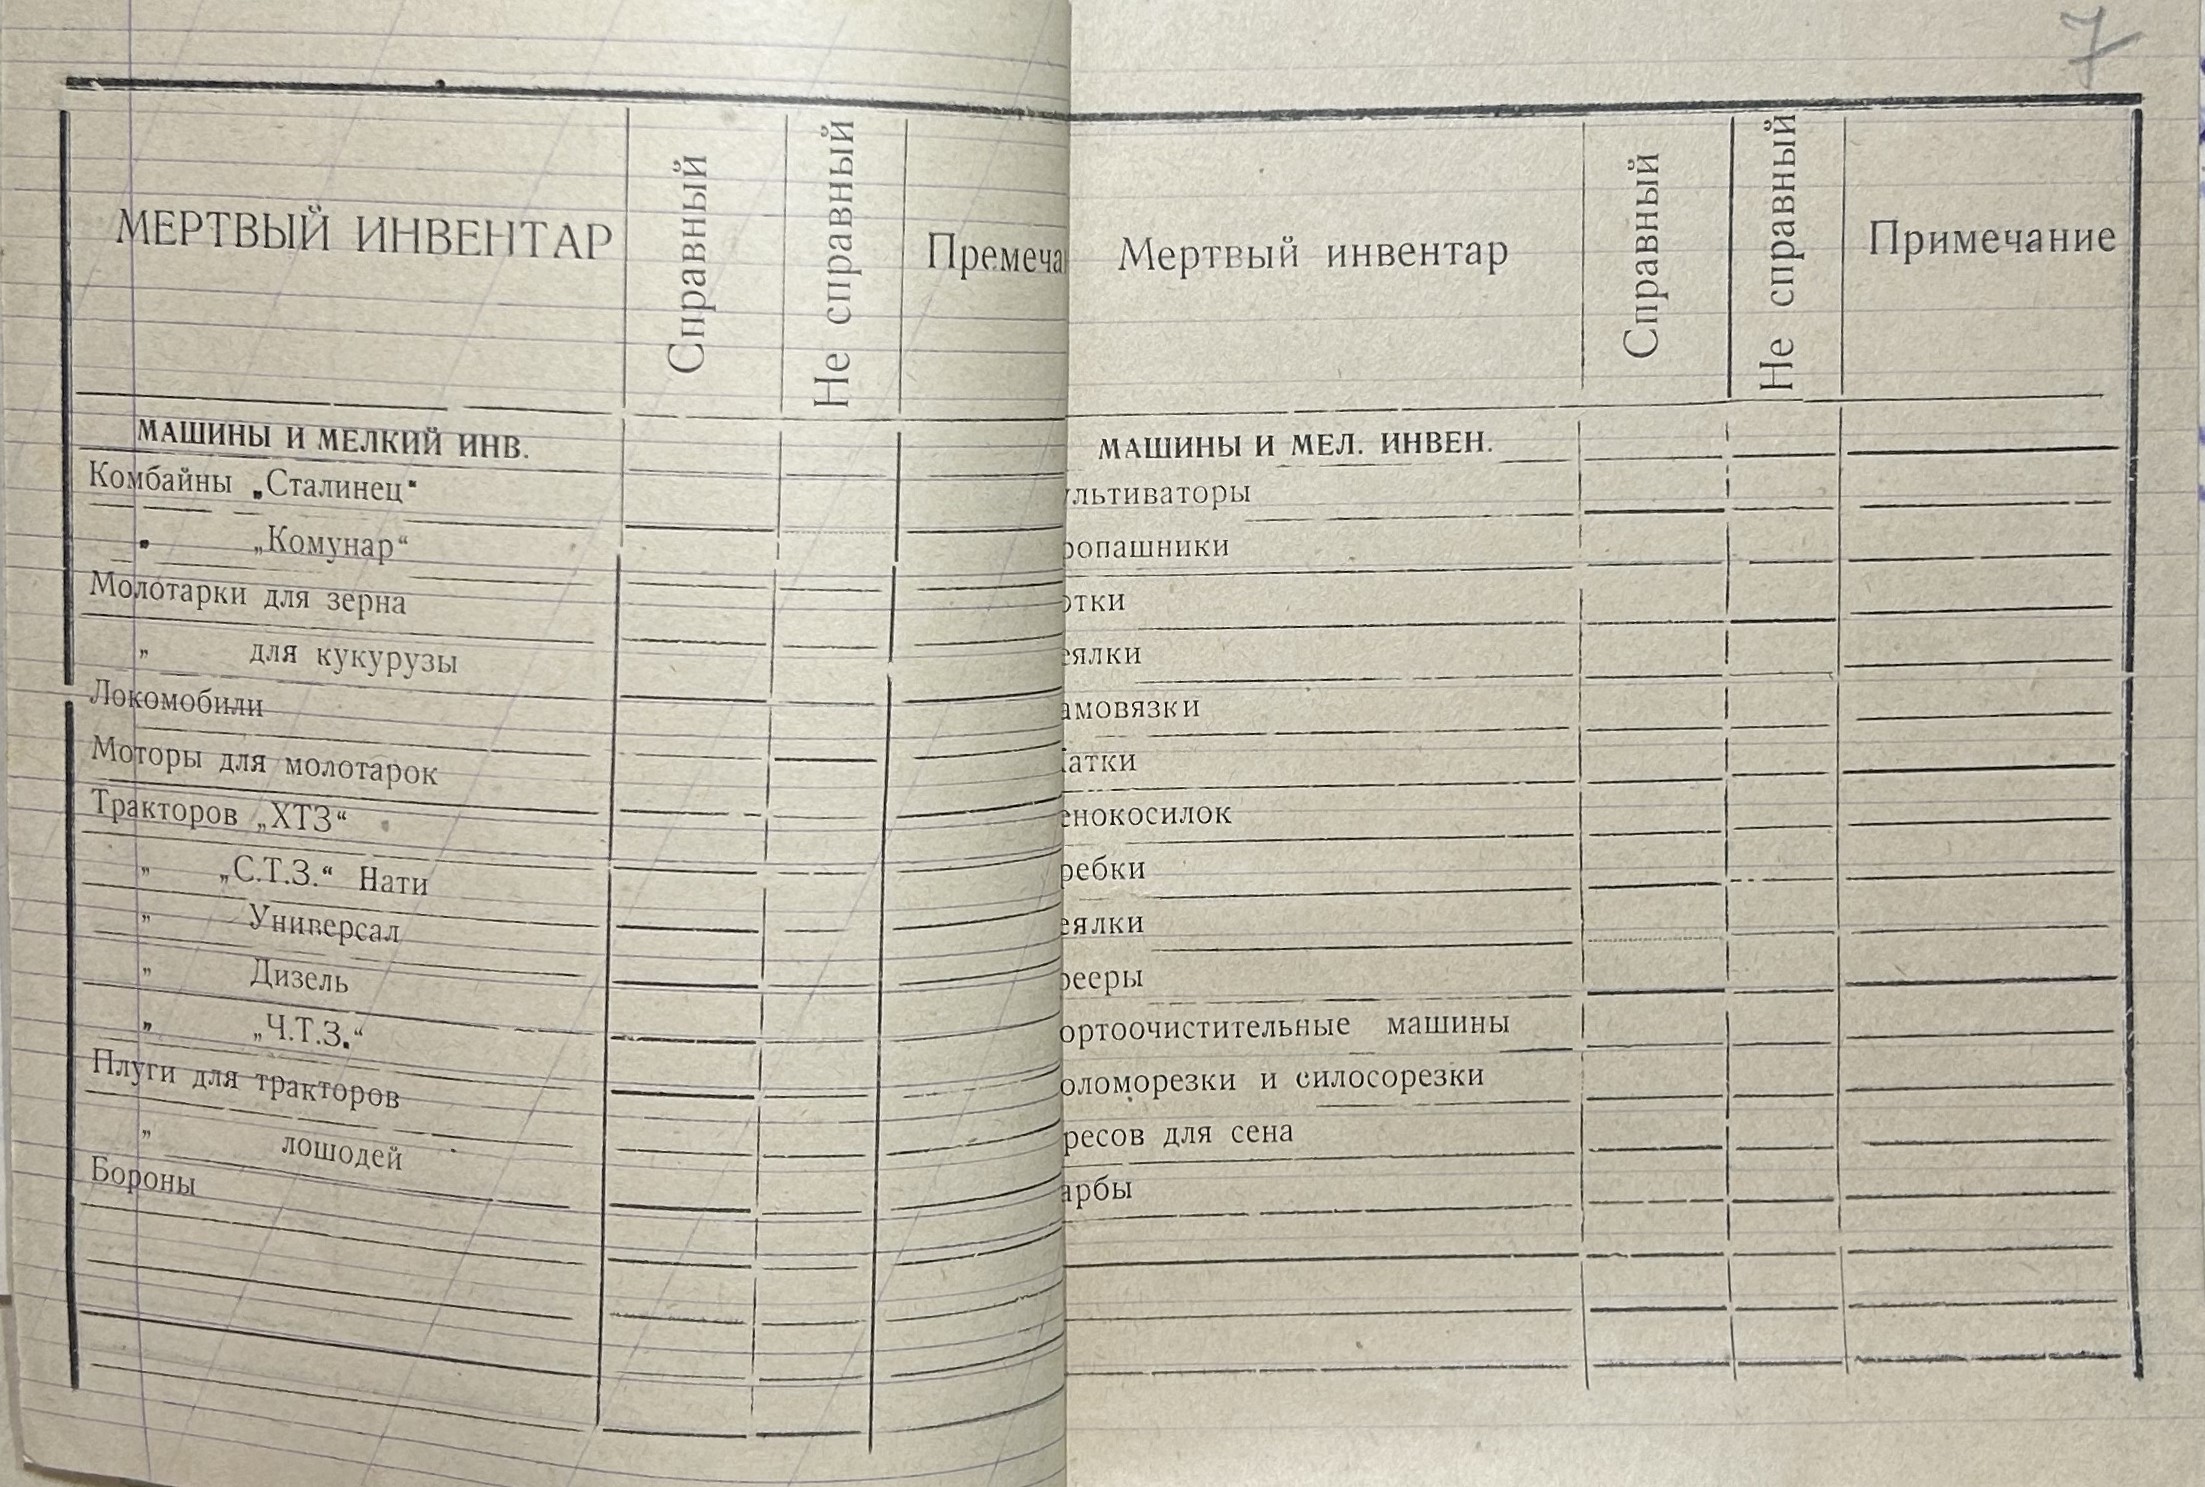 7
МЕРТВЫЙ ИНВЕНТАР Справный Не справный Премеча
МАШИНЫ И МЕЛКИЙ ИНВ.
Комбайны „Сталинец"
„ „Комунар“
Молотарки для зерна
„ для кукурузы
Локомобили
Моторы для молотарок
Тракторов „ХТЗ“
„ „С.Т.З.“ Нати
„ Универсал
„ Дизель
„ „Ч.Т.З.“
Плуги для тракторов
„ лошодей
Бороны
Мертвый инвентар Справный Не справный Примечание
МАШИНЫ И МЕЛ. ИНВЕН.
ультиваторы
ропашники
отки
еялки
амовязки
атки
енокосилок
ребки
еялки
рееры
ортоочистительные машины
оломорезки и силосорезки
ресов для сена
арбы